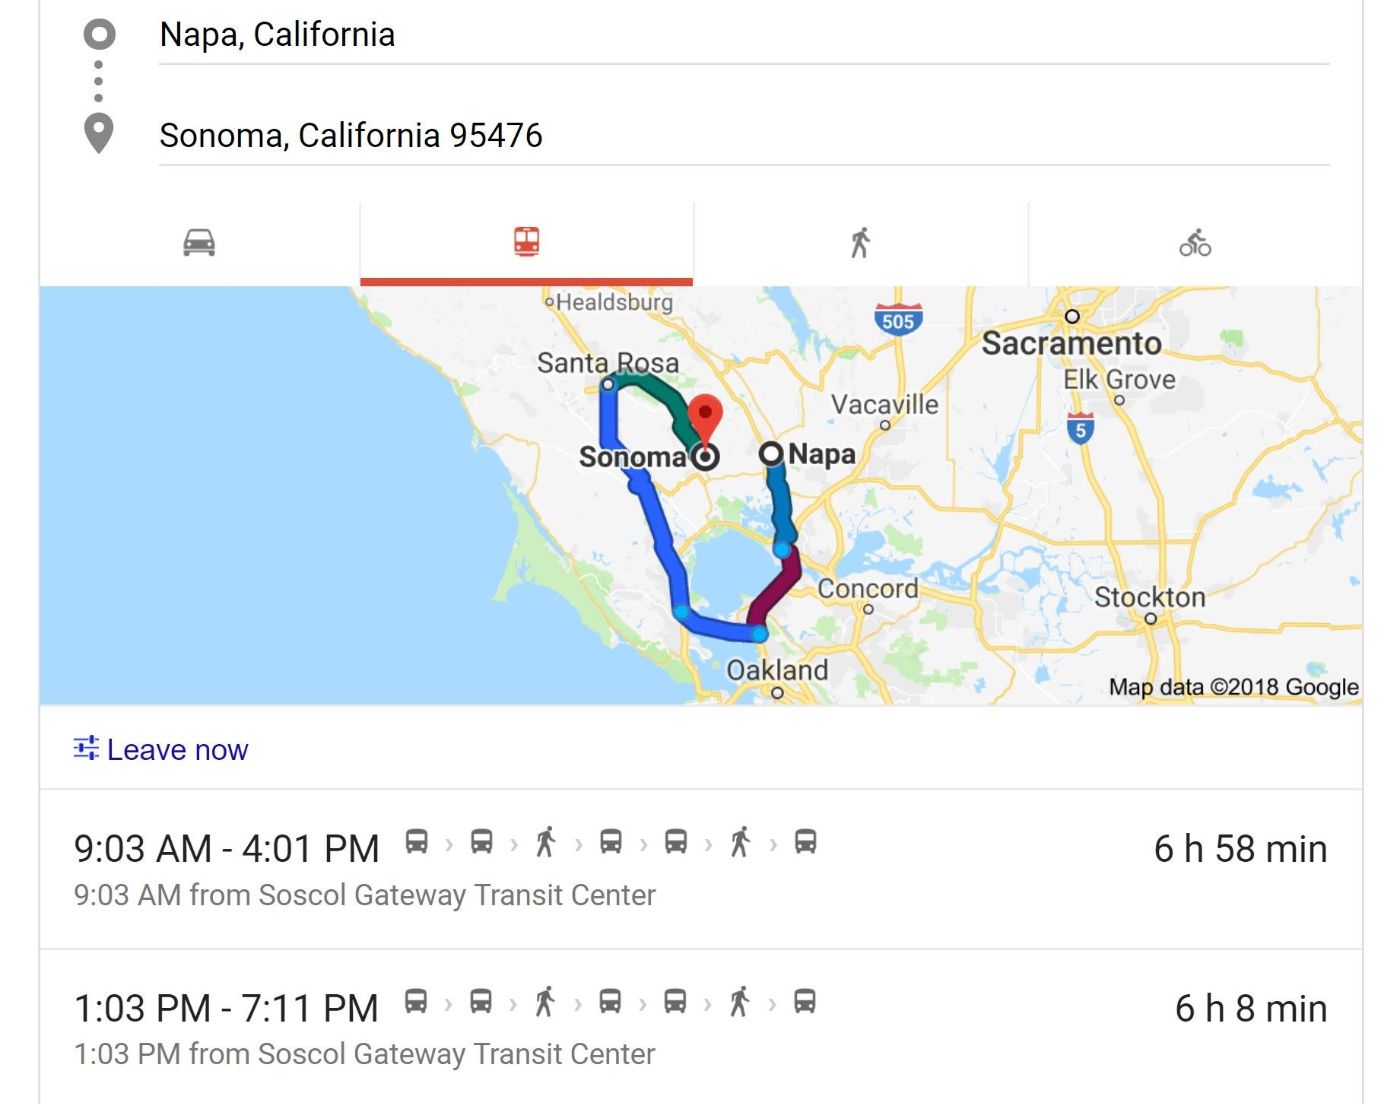 Napa, California
Sonoma, California 95476
Healdsburg
505
Sacramento
Santa Rosa
Elk Grove
Vacaville
5
Sonoma
Napa
Concord
Stockton
Oakland
Map data ©2018 Google
Leave now
9:03 AM - 4:01 PM
6 h 58 min
9:03 AM from Soscol Gateway Transit Center
1:03 PM - 7:11 PM
6 h 8 min
1:03 PM from Soscol Gateway Transit Center